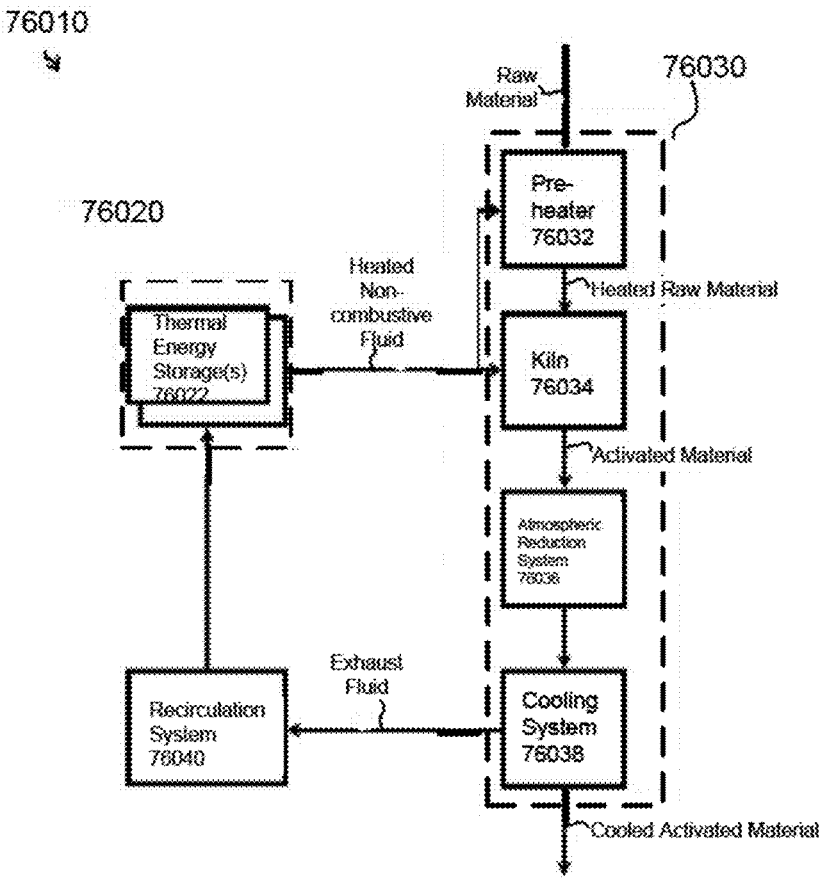 76010
Raw
Material
76030
Pre-
heater
76032
76020
Heated
Non-
combustive
Fluid
Heated Raw Material
Thermal
Energy
Storage(s)
76022
Kiln
76034
Activated Material
Atmospheric
Reduction
System
76036
Exhaust
Fluid
Recirculation
System
76040
Cooling
System
76038
Cooled Activated Material